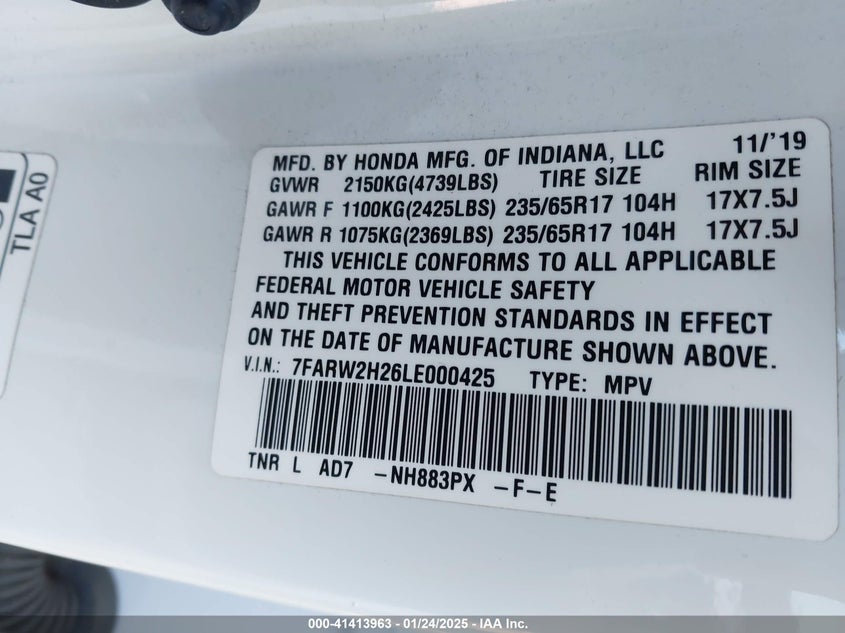 TLA A0
MFD. BY HONDA MFG. OF INDIANA, LLC 11/'19
GVWR 2150KG(4739LBS) TIRE SIZE RIM SIZE
GAWR F 1100KG(2425LBS) 235/65R17 104H 17X7.5J
GAWR R 1075KG(2369LBS) 235/65R17 104H 17X7.5J
THIS VEHICLE CONFORMS TO ALL APPLICABLE
FEDERAL MOTOR VEHICLE SAFETY
AND THEFT PREVENTION STANDARDS IN EFFECT
ON THE DATE OF MANUFACTURE SHOWN ABOVE.
V.I.N.: 7FARW2H26LE000425 TYPE: MPV
TNR L AD7 -NH883PX -F-E
000-41413963 - 01/24/2025 - IAA Inc.